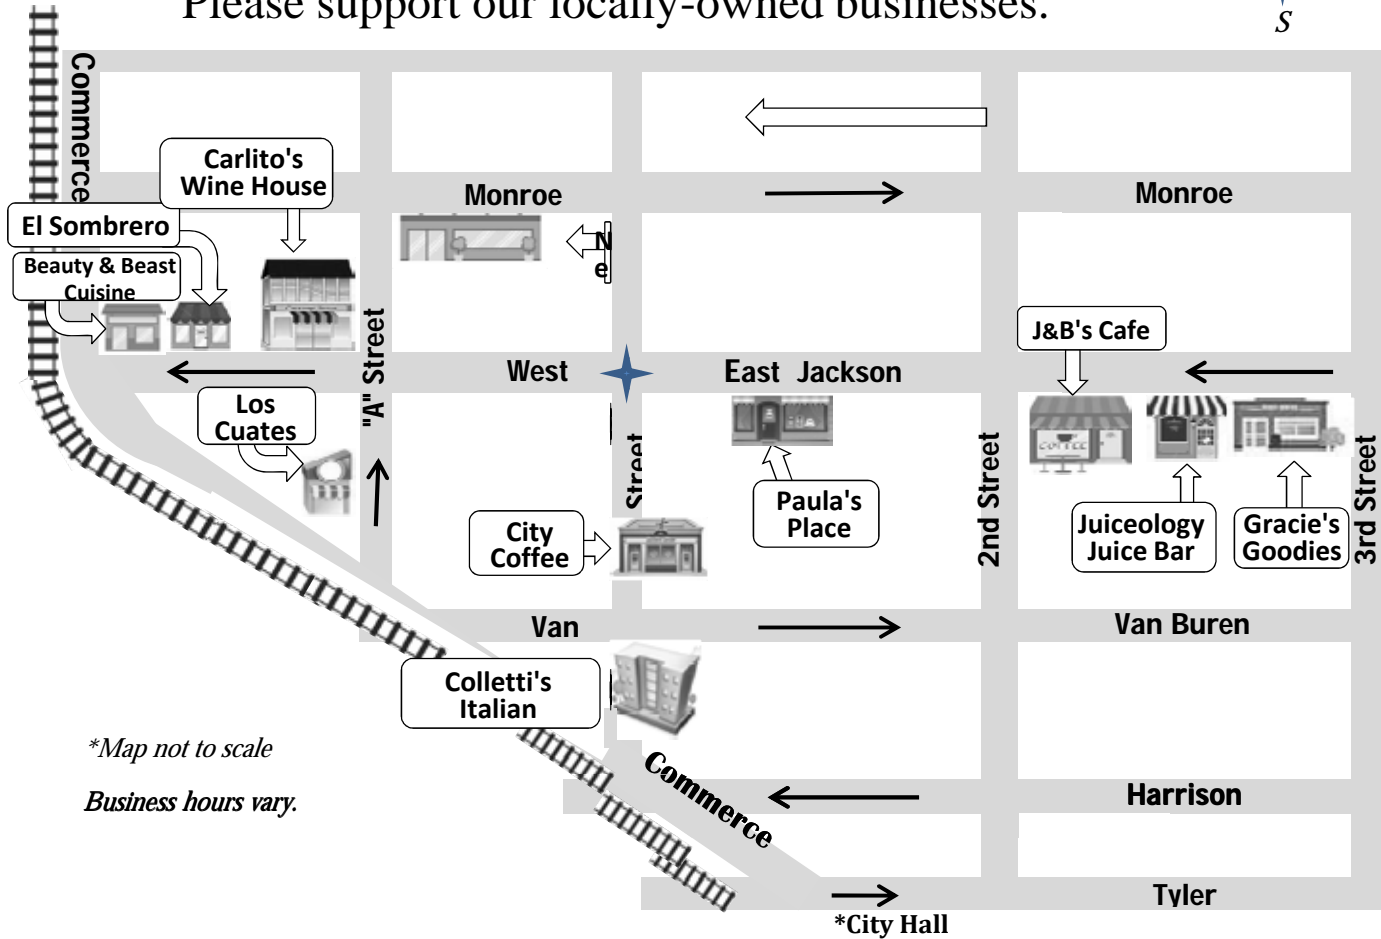 Please support our locally-owned businesses.
S
Commerce
Carlito's
Wine House
Monroe
Monroe
El Sombrero
N
e
Beauty & Beast
Cuisine
"A" Street
J&B's Cafe
West
East Jackson
Los
Cuates
Street
2nd Street
3rd Street
Paula's
Place
City
Coffee
COFFEE
Juiceology
Juice Bar
Gracie's
Goodies
Van
Van Buren
Colletti's
Italian
*Map not to scale
Business hours vary.
Commerce
Harrison
Tyler
*City Hall